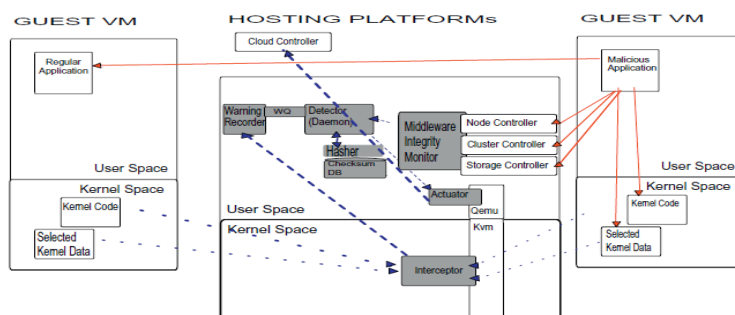 GUEST VM
HOSTING PLATFORMs
GUEST VM
Cloud Controller
Regular
Application
Malicious
Application
Warning
Recorder
WQ
Detector
(Daemon)
Middleware
Integrity
Monitor
Node Controller
Cluster Controller
Storage Controller
Hasher
Checksum
DB
User Space
Kernel Space
Kernel Code
Selected
Kernel Data
Actuator
Qemu
User Space
Kernel Space
Kvm
Interceptor
User Space
Kernel Space
Kernel Code
Selected
Kernel Data